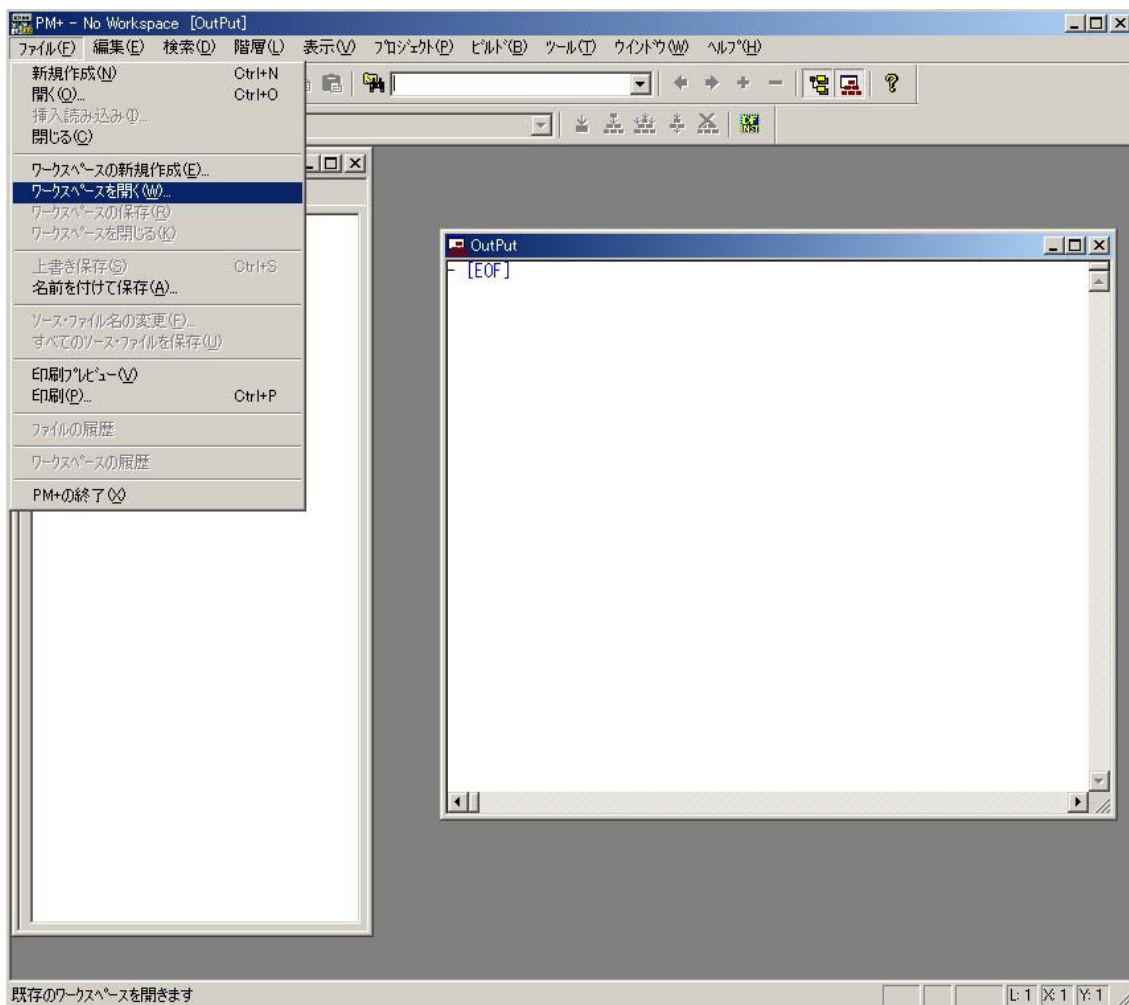 PM+ - No Workspace [OutPut]
ファイル(F) 編集(E) 検索(D) 階層(L) 表示(V) プロジェクト(P) ビルド(B) ツール(T) ウインドウ(W) ヘルプ(H)
新規作成(N) Ctrl+N
開く(O)... Ctrl+O
挿入読み込み(I)...
閉じる(C)
ワークスペースの新規作成(E)...
ワークスペースを開く(W)...
ワークスペースの保存(R)
ワークスペースを閉じる(K)
上書き保存(S) Ctrl+S
名前を付けて保存(A)...
ソース・ファイル名の変更(F)...
すべてのソース・ファイルを保存(U)
印刷プレビュー(V)
印刷(P)... Ctrl+P
ファイルの履歴
ワークスペースの履歴
PM+の終了(X)
OutPut
[EOF]
既存のワークスペースを開きます
L: 1 X: 1 Y: 1